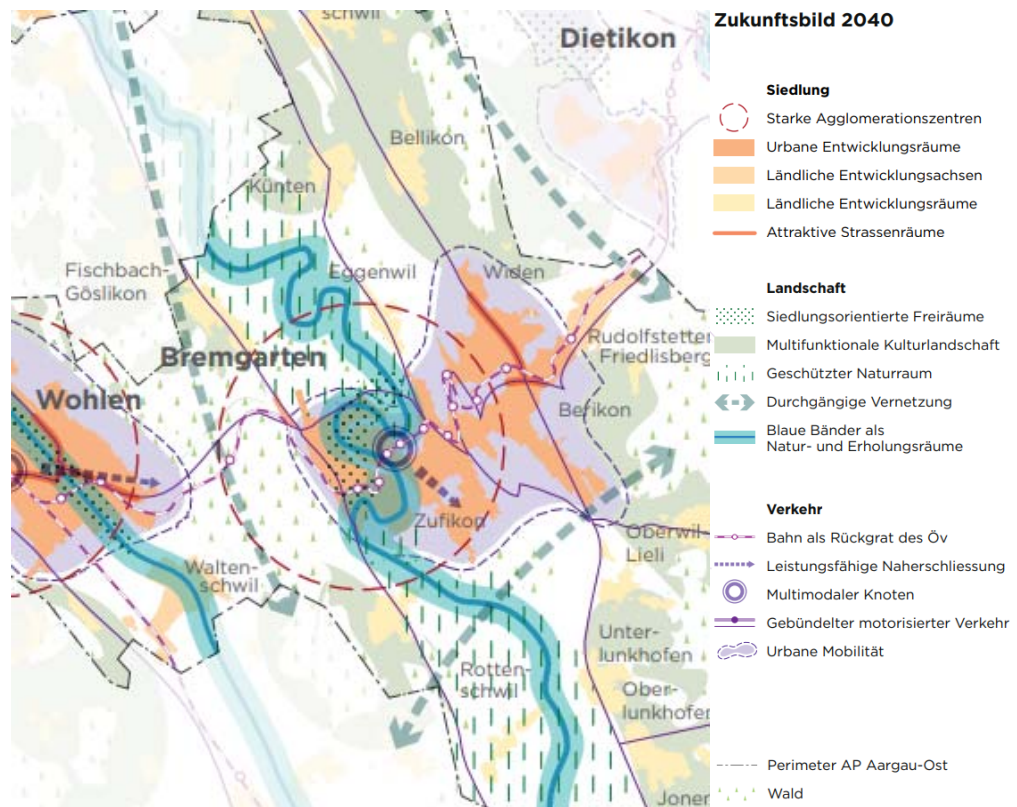 schwil
Dietikon
Bellikon
Künten
Fischbach-
Göslikon
Eggenwil
Widen
Rudolfstetten
Friedlisberg
Bremgarten
Wohlen
Berikon
Zufikon
Oberwil-
Lieli
Walten-
schwil
Unter-
lunkhofen
Rotten-
schwil
Ober-
lunkhofen
Jonen
Zukunftsbild 2040
Siedlung
Starke Agglomerationszentren
Urbane Entwicklungsräume
Ländliche Entwicklungsachsen
Ländliche Entwicklungsräume
Attraktive Strassenräume
Landschaft
Siedlungsorientierte Freiräume
Multifunktionale Kulturlandschaft
Geschützter Naturraum
Durchgängige Vernetzung
Blaue Bänder als
Natur- und Erholungsräume
Verkehr
Bahn als Rückgrat des Öv
Leistungsfähige Naherschliessung
Multimodaler Knoten
Gebündelter motorisierter Verkehr
Urbane Mobilität
Perimeter AP Aargau-Ost
Wald